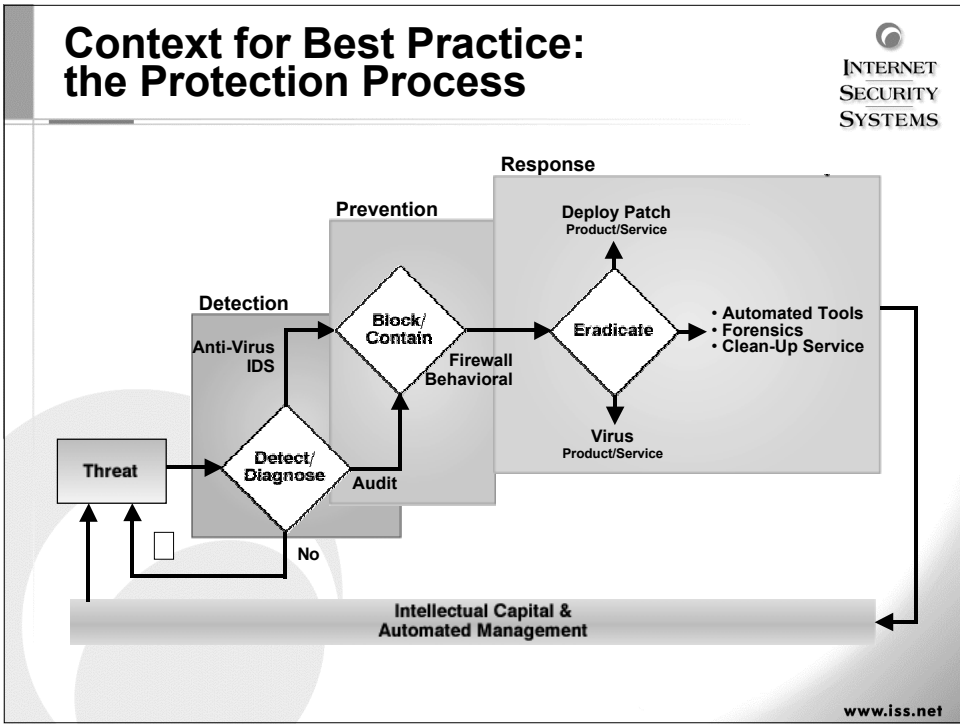 Context for Best Practice:
the Protection Process
INTERNET
SECURITY
SYSTEMS
Response
Deploy Patch
Product/Service
Prevention
Detection
Block/
Contain
Eradicate
• Automated Tools
• Forensics
• Clean-Up Service
Anti-Virus
IDS
Firewall
Behavioral
Virus
Product/Service
Threat
Detect/
Diagnose
Audit
No
Intellectual Capital &
Automated Management
www.iss.net